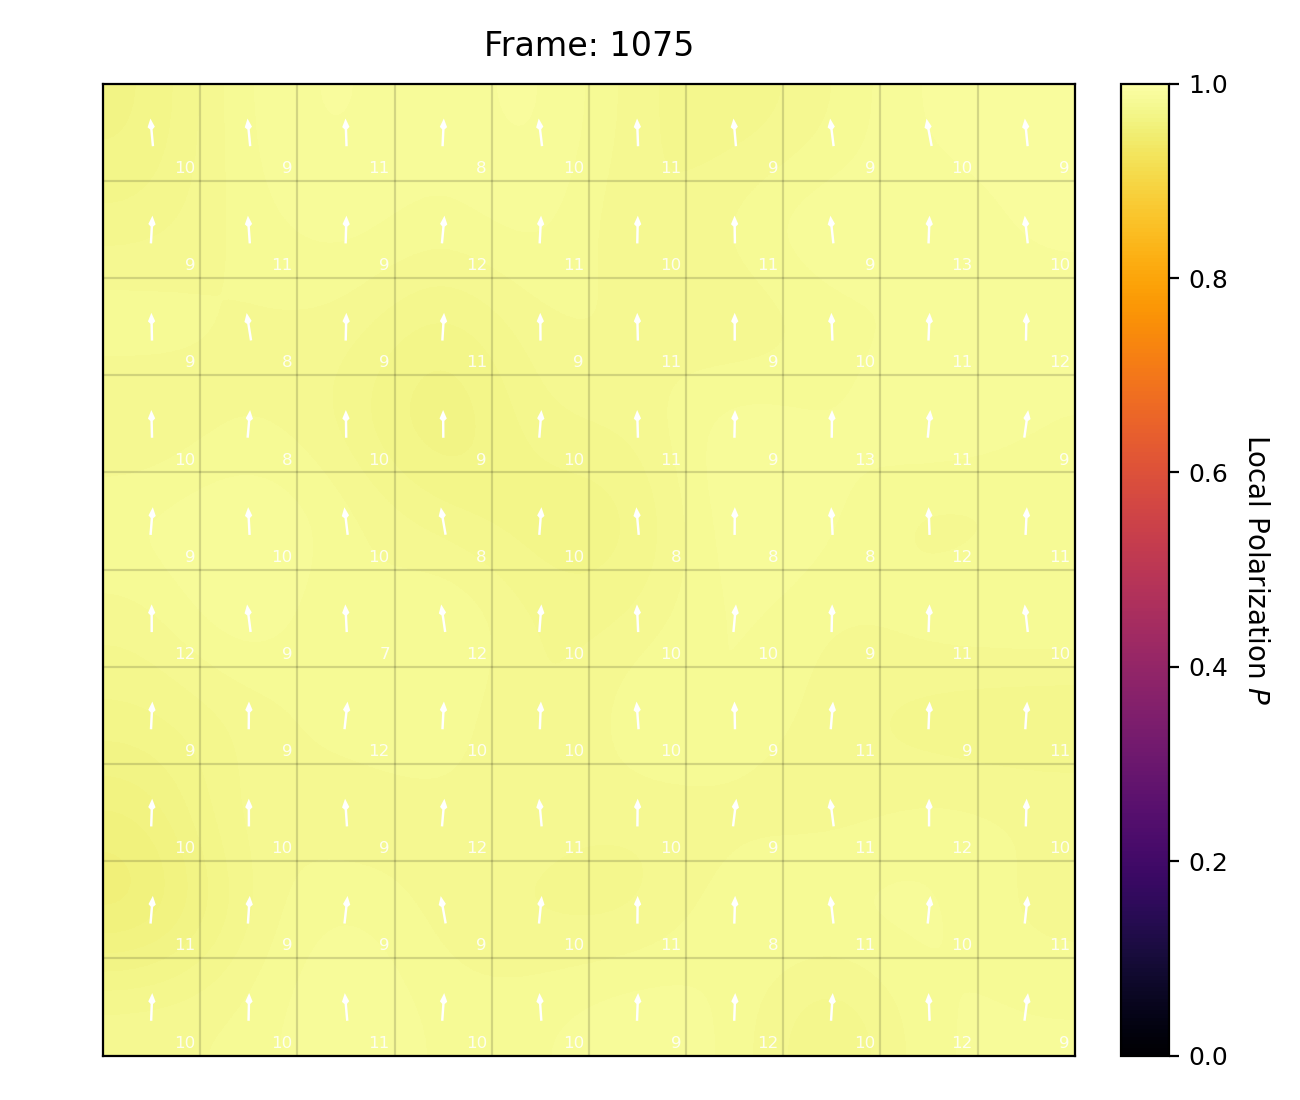 Frame: 1075
1.0
10 9 11 8 10 11 9 9 10 9
9 11 9 12 11 10 11 9 13 10
0.8
9 8 9 11 9 11 9 10 11 12
10 8 10 9 10 11 9 13 11 9
0.6
9 10 10 8 10 8 8 8 12 11
12 9 7 12 10 10 10 9 11 10
0.4
9 9 12 10 10 10 9 11 9 11
10 10 9 12 11 10 9 11 12 10
0.2
11 9 9 9 10 11 8 11 10 11
10 10 11 10 10 9 12 10 12 9
0.0
Local Polarization P